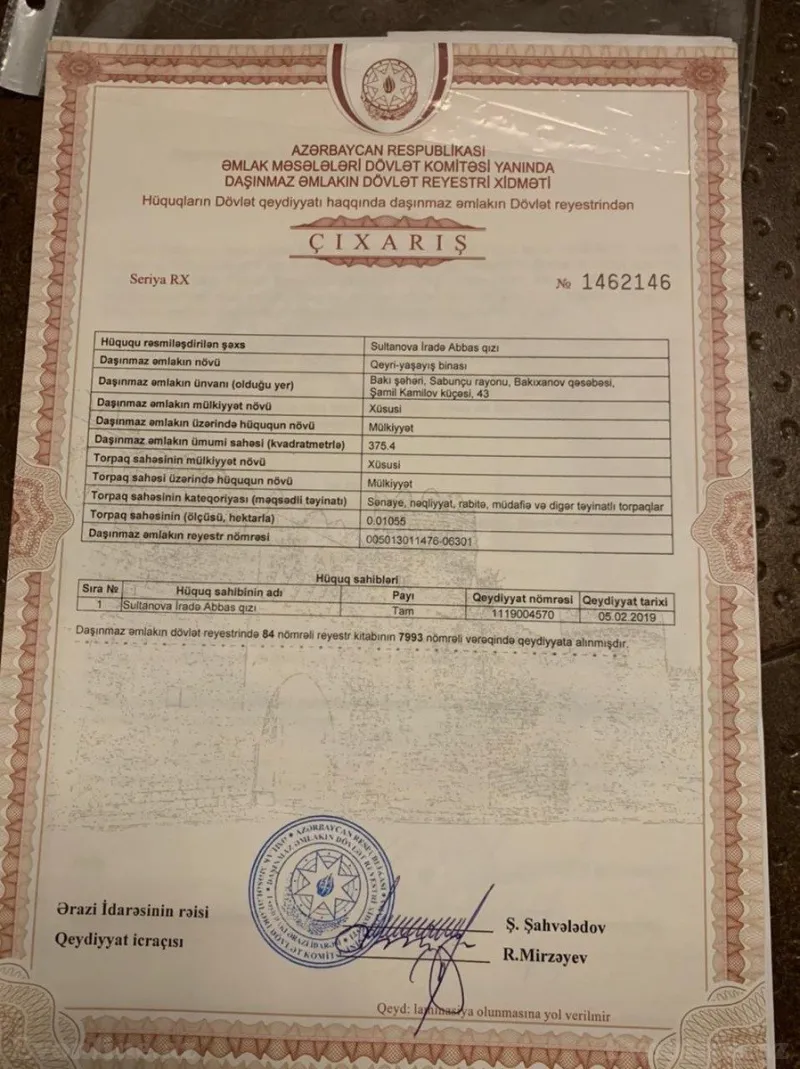 AZƏRBAYCAN RESPUBLİKASI
ƏMLAK MƏSƏLƏLƏRİ DÖVLƏT KOMİTƏSİ YANINDA
DAŞINMAZ ƏMLAKIN DÖVLƏT REYESTRİ XİDMƏTİ
Hüquqların Dövlət qeydiyyatı haqqında daşınmaz əmlakın Dövlət reyestrindən
ÇIXARIŞ
Seriya RX № 1462146
Hüququ rəsmiləşdirilən şəxs Sultanova İradə Abbas qızı
Daşınmaz əmlakın növü Qeyri-yaşayış binası
Daşınmaz əmlakın ünvanı (olduğu yer) Bakı şəhəri, Sabunçu rayonu, Bakıxanov qəsəbəsi,
Şamil Kamilov küçəsi, 43
Daşınmaz əmlakın mülkiyyət növü Xüsusi
Daşınmaz əmlakın üzərində hüququn növü Mülkiyyət
Daşınmaz əmlakın ümumi sahəsi (kvadratmetrlə) 375.4
Torpaq sahəsinin mülkiyyət növü Xüsusi
Torpaq sahəsi üzərində hüququn növü Mülkiyyət
Torpaq sahəsinin kateqoriyası (məqsədli təyinatı) Sənaye, nəqliyyat, rabitə, müdafiə və digər təyinatlı torpaqlar
Torpaq sahəsinin (ölçüsü, hektarla) 0.01055
Daşınmaz əmlakın reyestr nömrəsi 005013011476-06301
Hüquq sahibləri
Sıra № Hüquq sahibinin adı Payı Qeydiyyat nömrəsi Qeydiyyat tarixi
1 Sultanova İradə Abbas qızı Tam 1119004570 05.02.2019
Daşınmaz əmlakın dövlət reyestrində 84 nömrəli reyestr kitabının 7993 nömrəli vərəqində qeydiyyata alınmışdır.
Ərazi İdarəsinin rəisi Ş. Şahvələdov
Qeydiyyat icraçısı R.Mirzəyev
Qeyd: laminasiya olunmasına yol verilmir